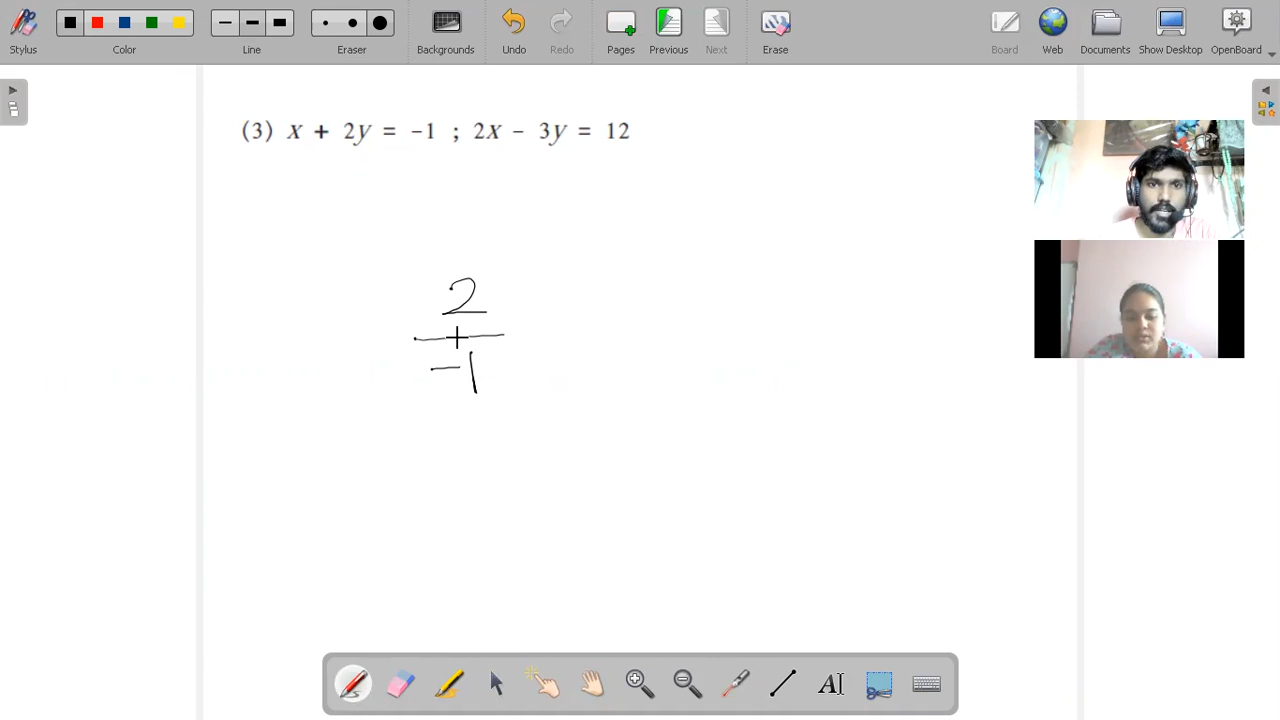 Stylus Color Line Eraser Backgrounds Undo Redo Pages Previous Next Erase Board Web Documents Show Desktop OpenBoard
(3) x + 2y = -1 ; 2x - 3y = 12
2
-1
AI